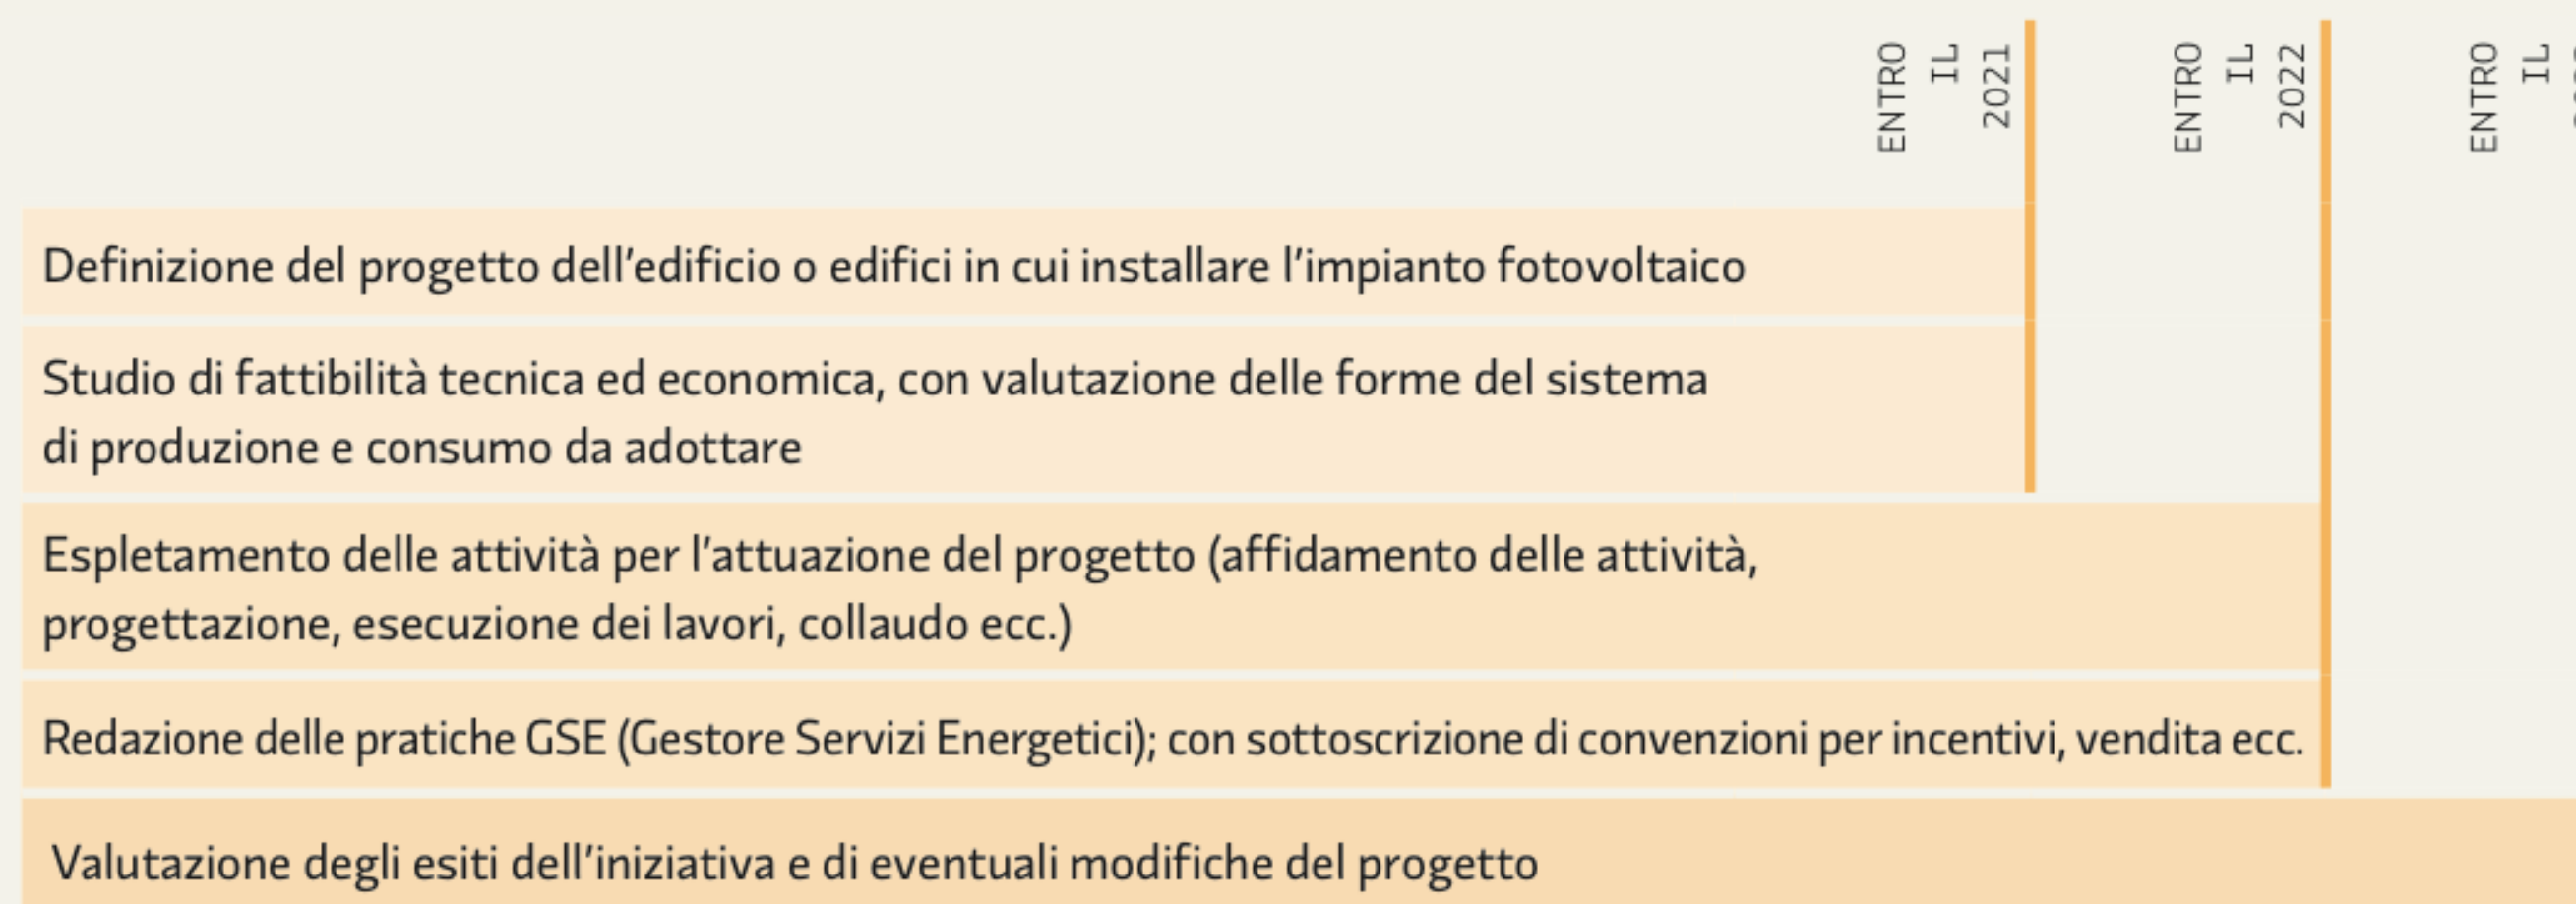 ENTRO
IL
2021
ENTRO
IL
2022
ENTRO
IL
Definizione del progetto dell’edificio o edifici in cui installare l’impianto fotovoltaico
Studio di fattibilità tecnica ed economica, con valutazione delle forme del sistema
di produzione e consumo da adottare
Espletamento delle attività per l’attuazione del progetto (affidamento delle attività,
progettazione, esecuzione dei lavori, collaudo ecc.)
Redazione delle pratiche GSE (Gestore Servizi Energetici); con sottoscrizione di convenzioni per incentivi, vendita ecc.
Valutazione degli esiti dell’iniziativa e di eventuali modifiche del progetto